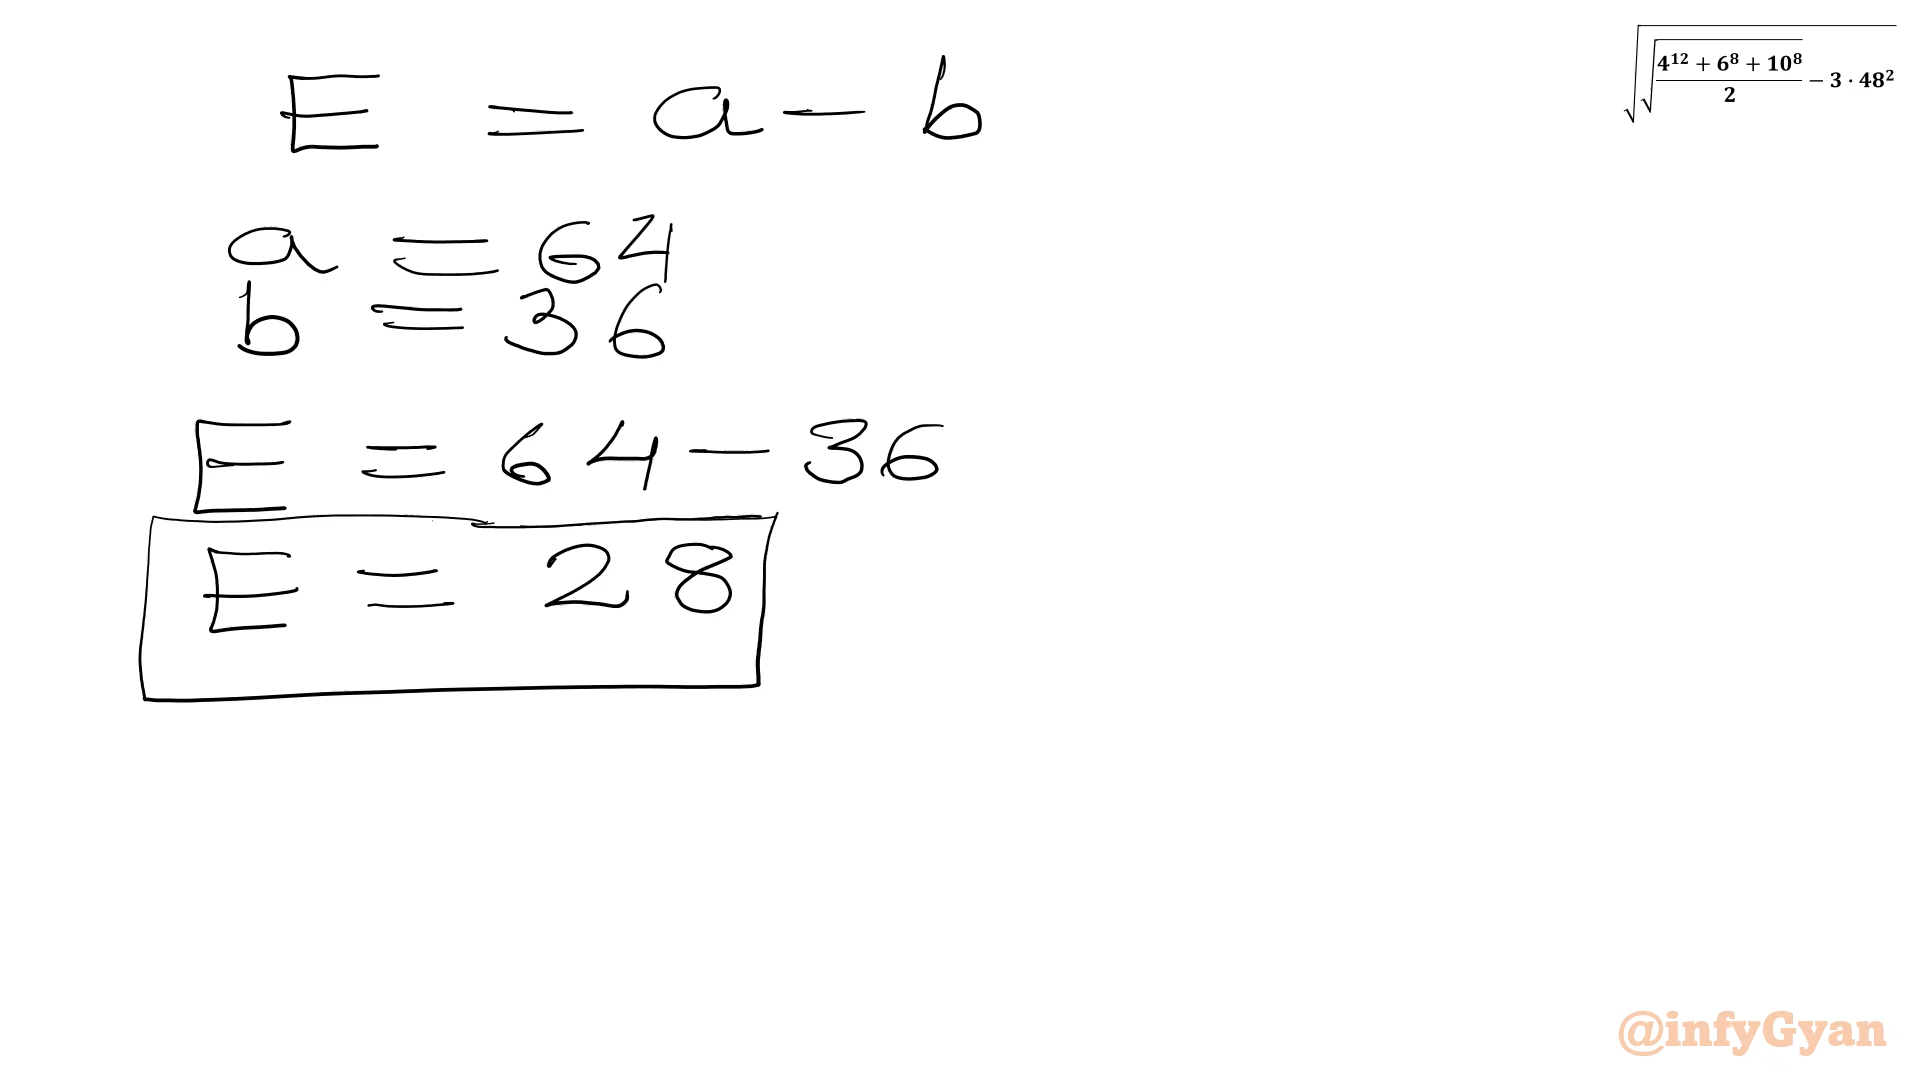 E = a - b
√(√((4¹² + 6⁸ + 10⁸)/2) − 3 · 48²)
a = 64
b = 36
E = 64 - 36
E = 28
@infyGyan